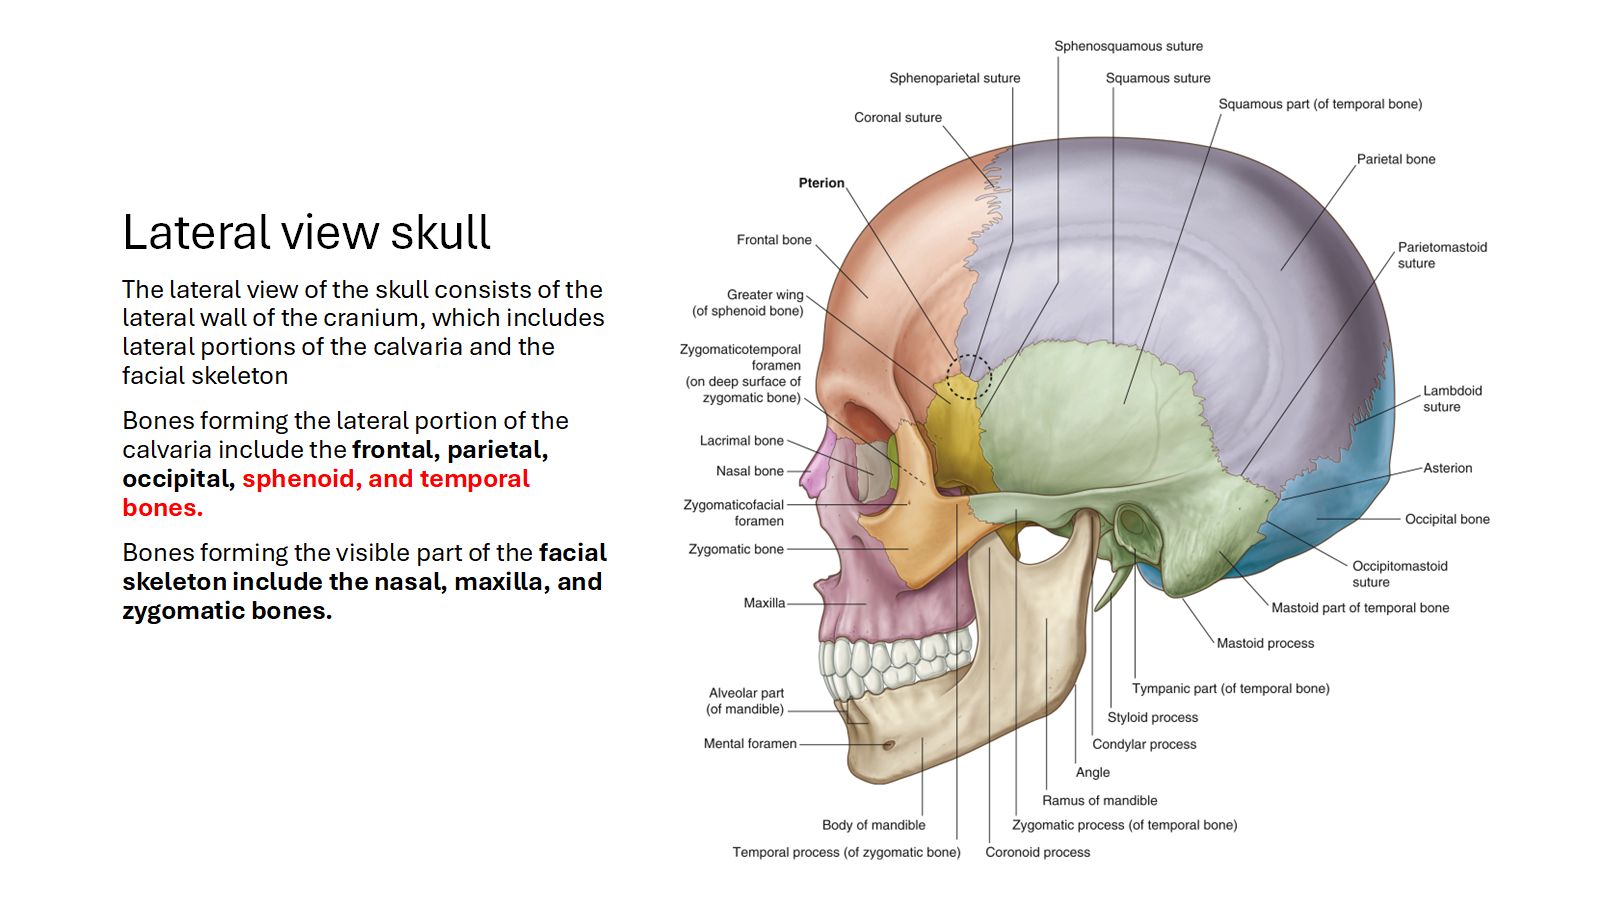 Lateral view skull
The lateral view of the skull consists of the
lateral wall of the cranium, which includes
lateral portions of the calvaria and the
facial skeleton
Bones forming the lateral portion of the
calvaria include the frontal, parietal,
occipital, sphenoid, and temporal
bones.
Bones forming the visible part of the facial
skeleton include the nasal, maxilla, and
zygomatic bones.
Sphenosquamous suture
Sphenoparietal suture
Squamous suture
Squamous part (of temporal bone)
Coronal suture
Parietal bone
Pterion
Frontal bone
Parietomastoid
suture
Greater wing
(of sphenoid bone)
Zygomaticotemporal
foramen
(on deep surface of
zygomatic bone)
Lambdoid
suture
Lacrimal bone
Nasal bone
Asterion
Zygomaticofacial
foramen
Occipital bone
Zygomatic bone
Occipitomastoid
suture
Maxilla
Mastoid part of temporal bone
Mastoid process
Tympanic part (of temporal bone)
Alveolar part
(of mandible)
Styloid process
Mental foramen
Condylar process
Angle
Ramus of mandible
Body of mandible
Zygomatic process (of temporal bone)
Temporal process (of zygomatic bone)
Coronoid process